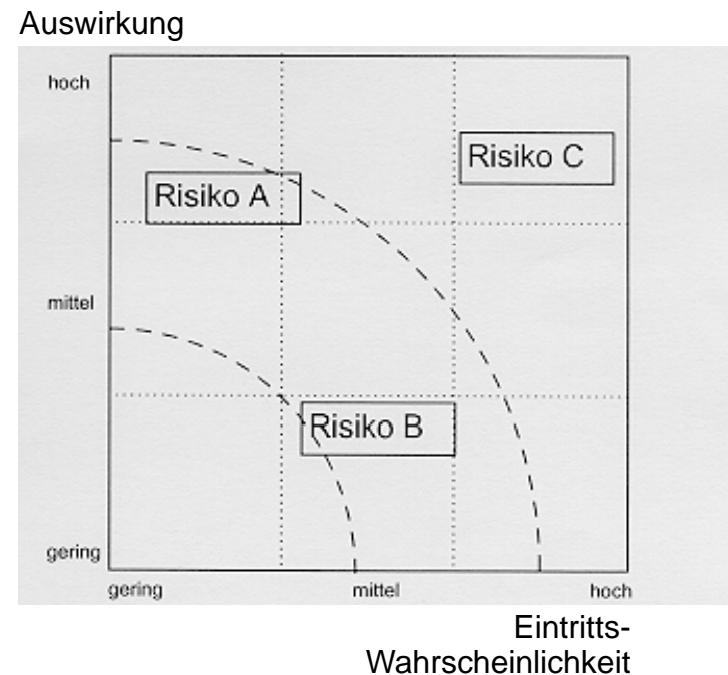 Auswirkung
hoch
Risiko C
Risiko A
mittel
Risiko B
gering
gering mittel hoch
Eintritts-
Wahrscheinlichkeit